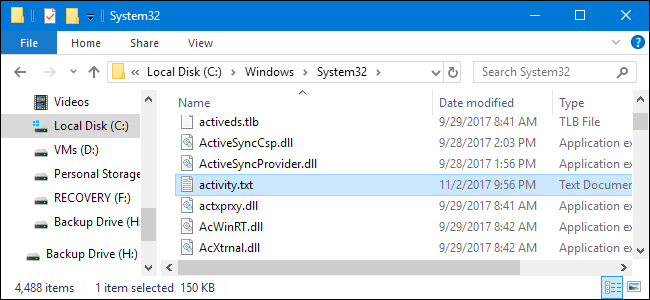 System32
File Home Share View
Local Disk (C:) Windows System32 Search System32
Name Date modified Type
Videos
Local Disk (C:)
VMs (D:)
Personal Storage
RECOVERY (F:)
Backup Drive (H:
Backup Drive (H:)
activeds.tlb 9/29/2017 8:41 AM TLB File
ActiveSyncCsp.dll 9/28/2017 2:03 PM Application ex
ActiveSyncProvider.dll 9/28/2017 1:56 PM Application ex
activity.txt 11/2/2017 9:56 PM Text Documen
actxprxy.dll 9/29/2017 8:41 AM Application ex
AcWinRT.dll 9/29/2017 8:42 AM Application ex
AcXtrnal.dll 9/29/2017 8:42 AM Application ex
4,488 items 1 item selected 150 KB